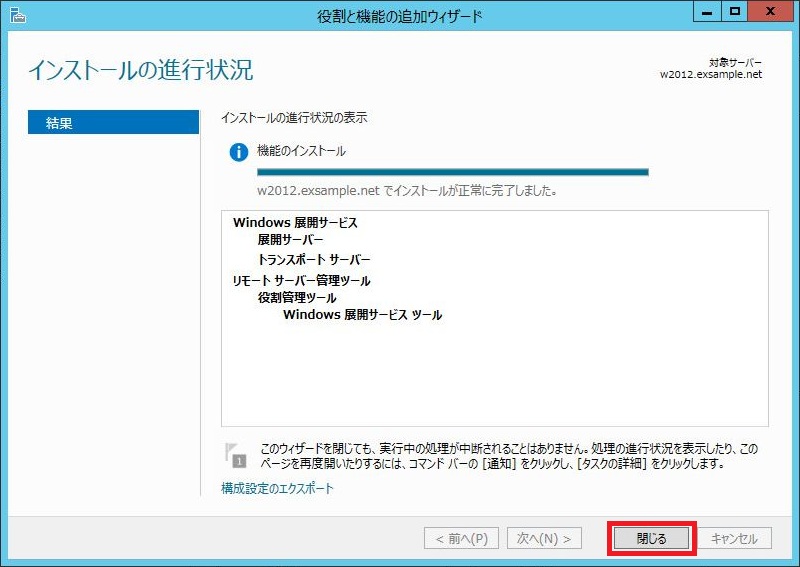 役割と機能の追加ウィザード
インストールの進行状況
対象サーバー
w2012.exsample.net
結果
インストールの進行状況の表示
機能のインストール
w2012.exsample.net でインストールが正常に完了しました。
Windows 展開サービス
展開サーバー
トランスポート サーバー
リモート サーバー管理ツール
役割管理ツール
Windows 展開サービス ツール
1
このウィザードを閉じても、実行中の処理が中断されることはありません。処理の進行状況を表示したり、この
ページを再度開いたりするには、コマンド バーの [通知] をクリックし、[タスクの詳細] をクリックします。
構成設定のエクスポート
< 前へ(P)
次へ(N) >
閉じる
キャンセル